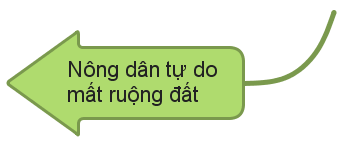 Nông dân tự do
mất ruộng đất